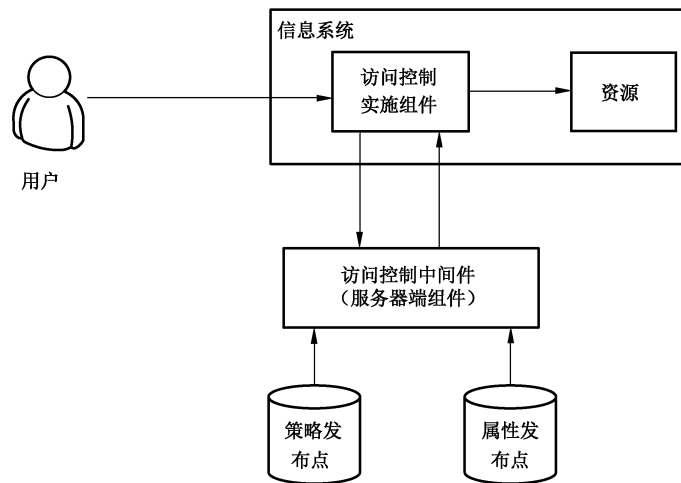 信息系统
访问控制
实施组件
资源
用户
访问控制中间件
（服务器端组件）
策略发
布点
属性发
布点